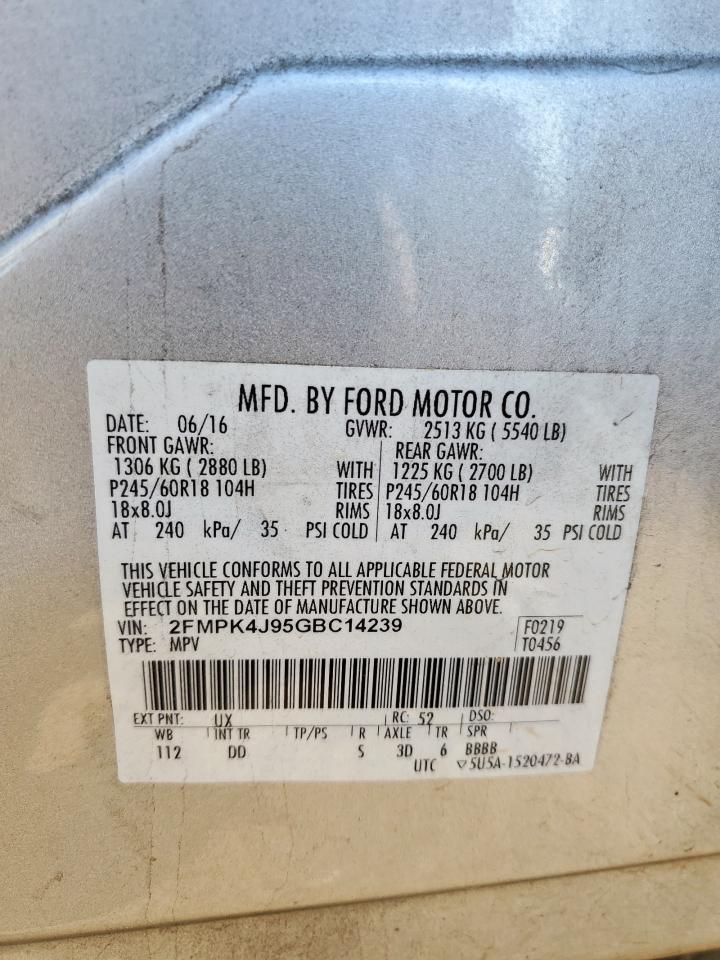 MFD. BY FORD MOTOR CO.
DATE: 06/16 GVWR: 2513 KG ( 5540 LB)
FRONT GAWR: REAR GAWR:
1306 KG ( 2880 LB) WITH 1225 KG ( 2700 LB) WITH
P245/60R18 104H TIRES P245/60R18 104H TIRES
18x8.0J RIMS 18x8.0J RIMS
AT 240 kPa/ 35 PSI COLD AT 240 kPa/ 35 PSI COLD
THIS VEHICLE CONFORMS TO ALL APPLICABLE FEDERAL MOTOR
VEHICLE SAFETY AND THEFT PREVENTION STANDARDS IN
EFFECT ON THE DATE OF MANUFACTURE SHOWN ABOVE.
VIN: 2FMPK4J95GBC14239 F0219
TYPE: MPV T0456
EXT PNT: UX RC: 52 DSO:
WB INT TR TP/PS R AXLE TR SPR
112 DD S 3D 6 BBBB
UTC ▽5U5A-1520472-BA